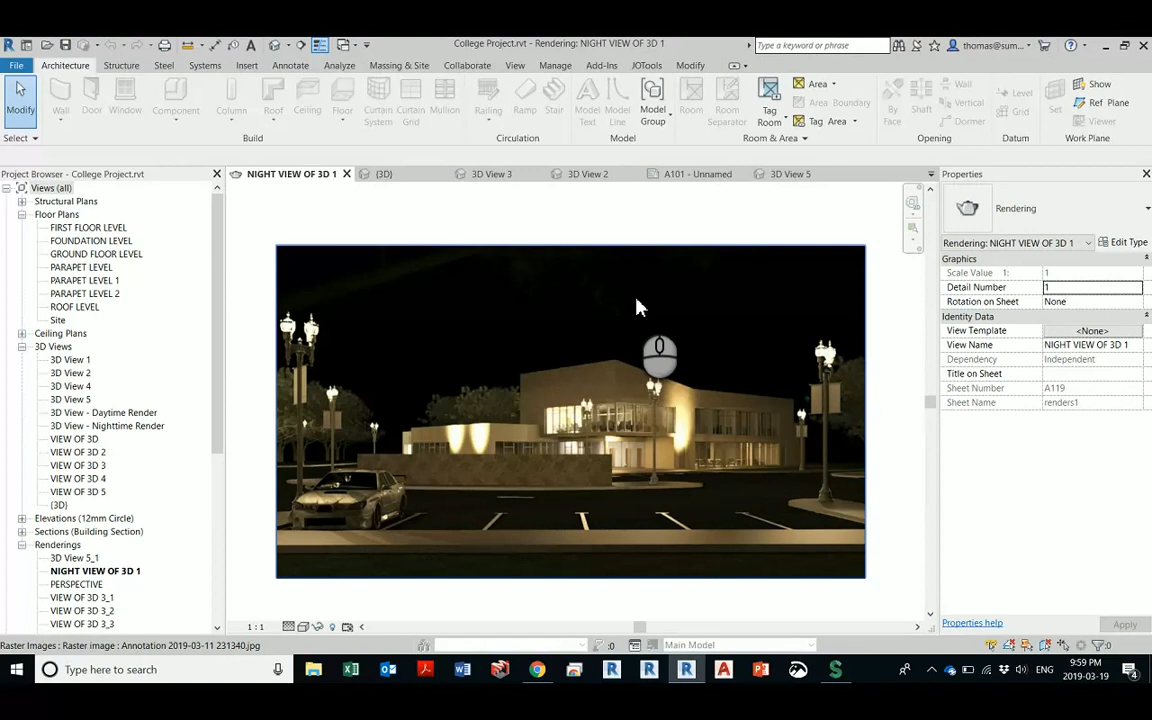 College Project.rvt - Rendering: NIGHT VIEW OF 3D 1
Type a keyword or phrase
thomas@sum...
File Architecture Structure Steel Systems Insert Annotate Analyze Massing & Site Collaborate View Manage Add-Ins JOTools Modify
Modify
Wall
Door
Window
Component
Column
Roof
Ceiling
Floor
Curtain System
Curtain Grid
Mullion
Railing
Ramp
Stair
Model Text
Model Line
Model Group
Room
Room Separator
Tag Room
Area
Area Boundary
Tag Area
By Face
Shaft
Wall
Vertical
Dormer
Level
Grid
Set
Show
Ref Plane
Viewer
Select Build Circulation Model Room & Area Opening Datum Work Plane
Project Browser - College Project.rvt
NIGHT VIEW OF 3D 1 {3D} 3D View 3 3D View 2 A101 - Unnamed 3D View 5
Views (all)
Structural Plans
Floor Plans
FIRST FLOOR LEVEL
FOUNDATION LEVEL
GROUND FLOOR LEVEL
PARAPET LEVEL
PARAPET LEVEL 1
PARAPET LEVEL 2
ROOF LEVEL
Site
Ceiling Plans
3D Views
3D View 1
3D View 2
3D View 4
3D View 5
3D View - Daytime Render
3D View - Nighttime Render
VIEW OF 3D
VIEW OF 3D 2
VIEW OF 3D 3
VIEW OF 3D 4
VIEW OF 3D 5
{3D}
Elevations (12mm Circle)
Sections (Building Section)
Renderings
3D View 5_1
NIGHT VIEW OF 3D 1
PERSPECTIVE
VIEW OF 3D 3_1
VIEW OF 3D 3_2
VIEW OF 3D 3_3
Properties
Rendering
Rendering: NIGHT VIEW OF 3D 1 Edit Type
Graphics
Scale Value 1: 1
Detail Number 1
Rotation on Sheet None
Identity Data
View Template <None>
View Name NIGHT VIEW OF 3D 1
Dependency Independent
Title on Sheet
Sheet Number A119
Sheet Name renders1
Properties help Apply
1 : 1
Raster Images : Raster image : Annotation 2019-03-11 231340.jpg
:0 Main Model :0
Type here to search
ENG
9:59 PM
2019-03-19
4